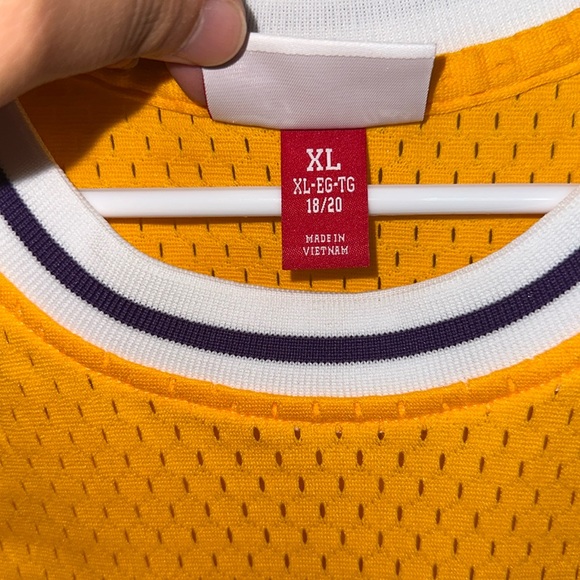 XL
XL-EG-TG
18/20
MADE IN
VIETNAM